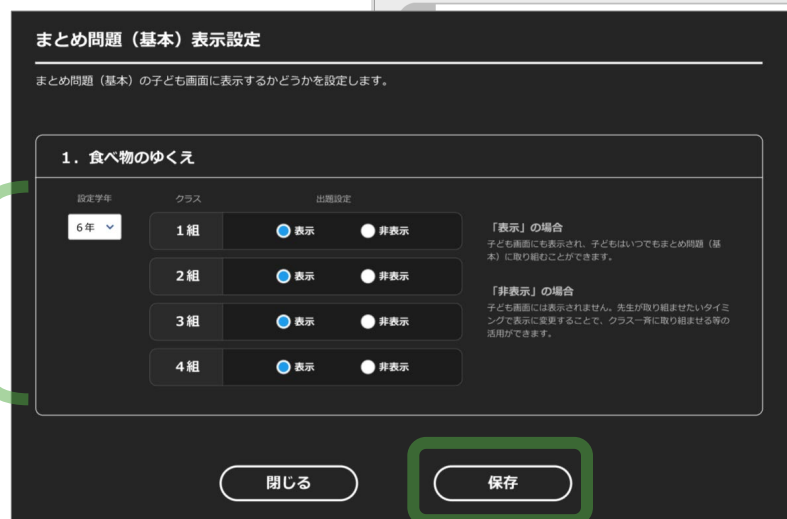 まとめ問題（基本）表示設定
まとめ問題（基本）の子ども画面に表示するかどうかを設定します。
1．食べ物のゆくえ
設定学年 クラス 出題設定
6年
1組 表示 非表示
2組 表示 非表示
3組 表示 非表示
4組 表示 非表示
「表示」の場合
子ども画面にも表示され、子どもはいつでもまとめ問題（基
本）に取り組むことができます。
「非表示」の場合
子ども画面には表示されません。先生が取り組ませたいタイミ
ングで表示に変更することで、クラス一斉に取り組ませる等の
活用ができます。
閉じる 保存